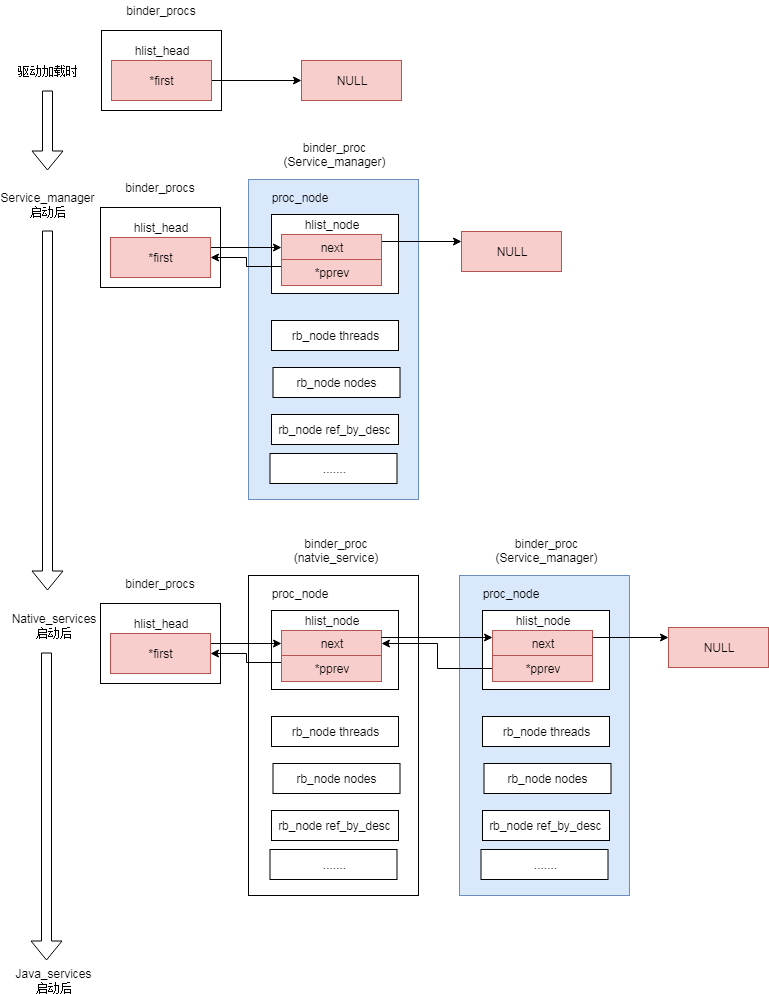 binder_procs
hlist_head
驱动加载时
*first
NULL
binder_proc
(Service_manager)
Service_manager
启动后
binder_procs
proc_node
hlist_head
hlist_node
*first
next
*pprev
NULL
rb_node threads
rb_node nodes
rb_node ref_by_desc
.......
binder_proc
(natvie_service)
binder_proc
(Service_manager)
Native_services
启动后
binder_procs
proc_node
proc_node
hlist_head
hlist_node
hlist_node
*first
next
*pprev
next
*pprev
NULL
rb_node threads
rb_node threads
rb_node nodes
rb_node nodes
rb_node ref_by_desc
rb_node ref_by_desc
.......
.......
Java_services
启动后